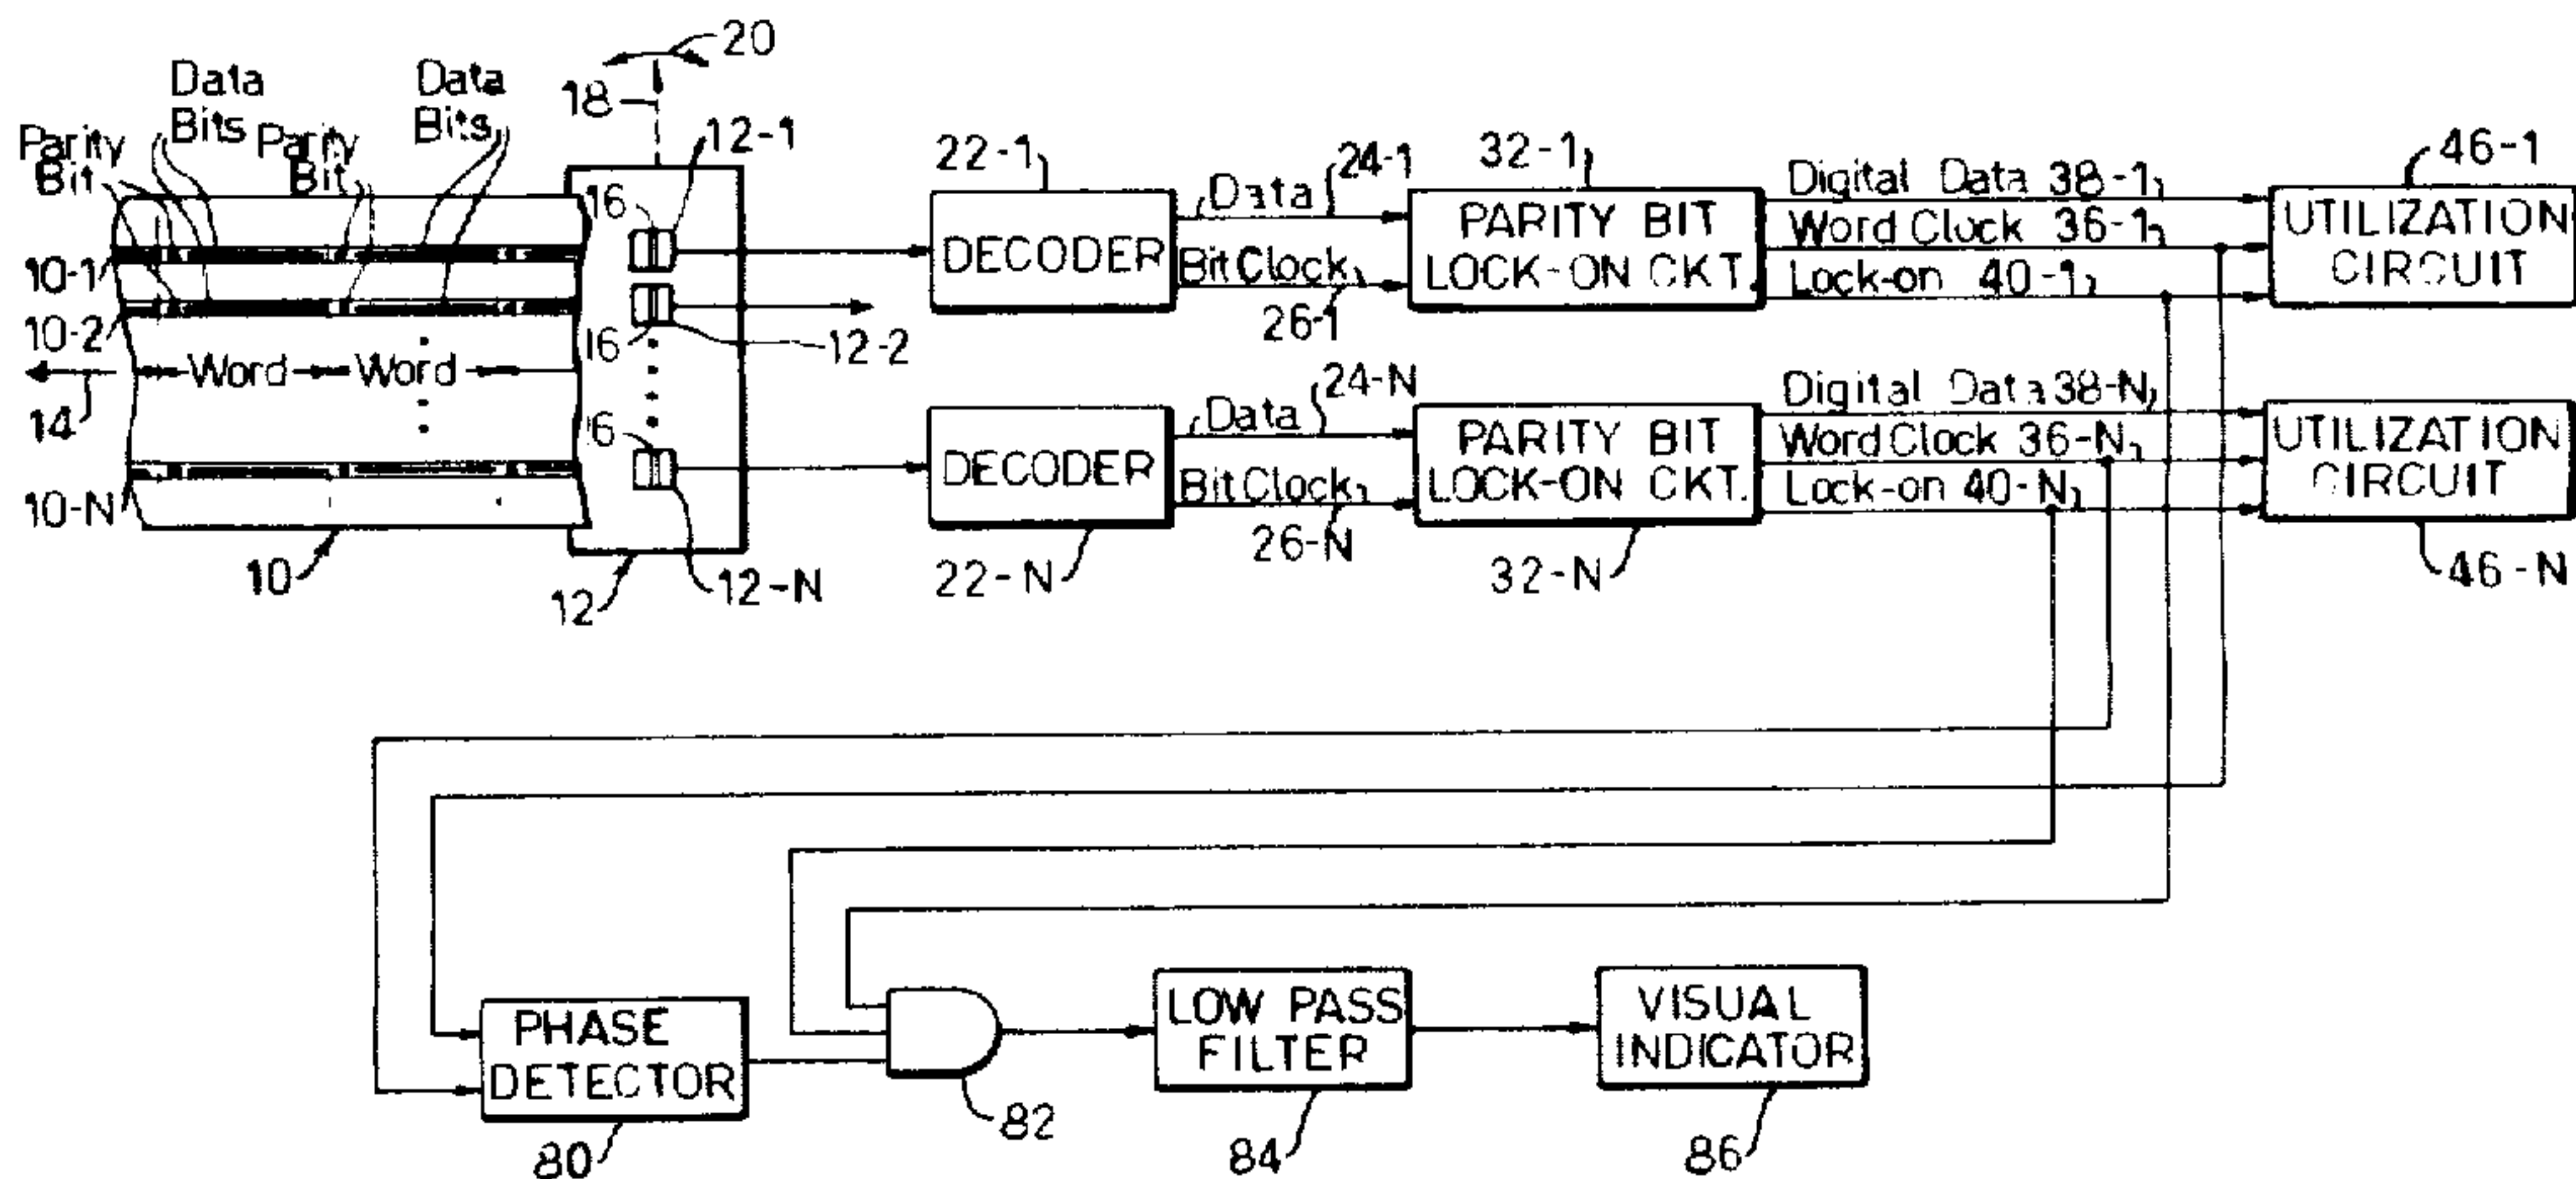 20
Data
Bits
Data
Bits
18
Parity
Bit
Parity
Bit
12-1
16
22-1
Data
24-1
32-1
Digital Data 38-1
46-1
10-1
DECODER
PARITY BIT
LOCK-ON CKT.
Word Clock 36-1
UTILIZATION
CIRCUIT
Bit Clock
26-1
Lock-on 40-1
10-2
16
12-2
14
Word
Word
16
24-N
Data
Digital Data 38-N
DECODER
PARITY BIT
LOCK-ON CKT.
Word Clock 36-N
UTILIZATION
CIRCUIT
Bit Clock
26-N
Lock-on 40-N
10-N
10
12
12-N
22-N
32-N
46-N
PHASE
DETECTOR
LOW PASS
FILTER
VISUAL
INDICATOR
80
82
84
86